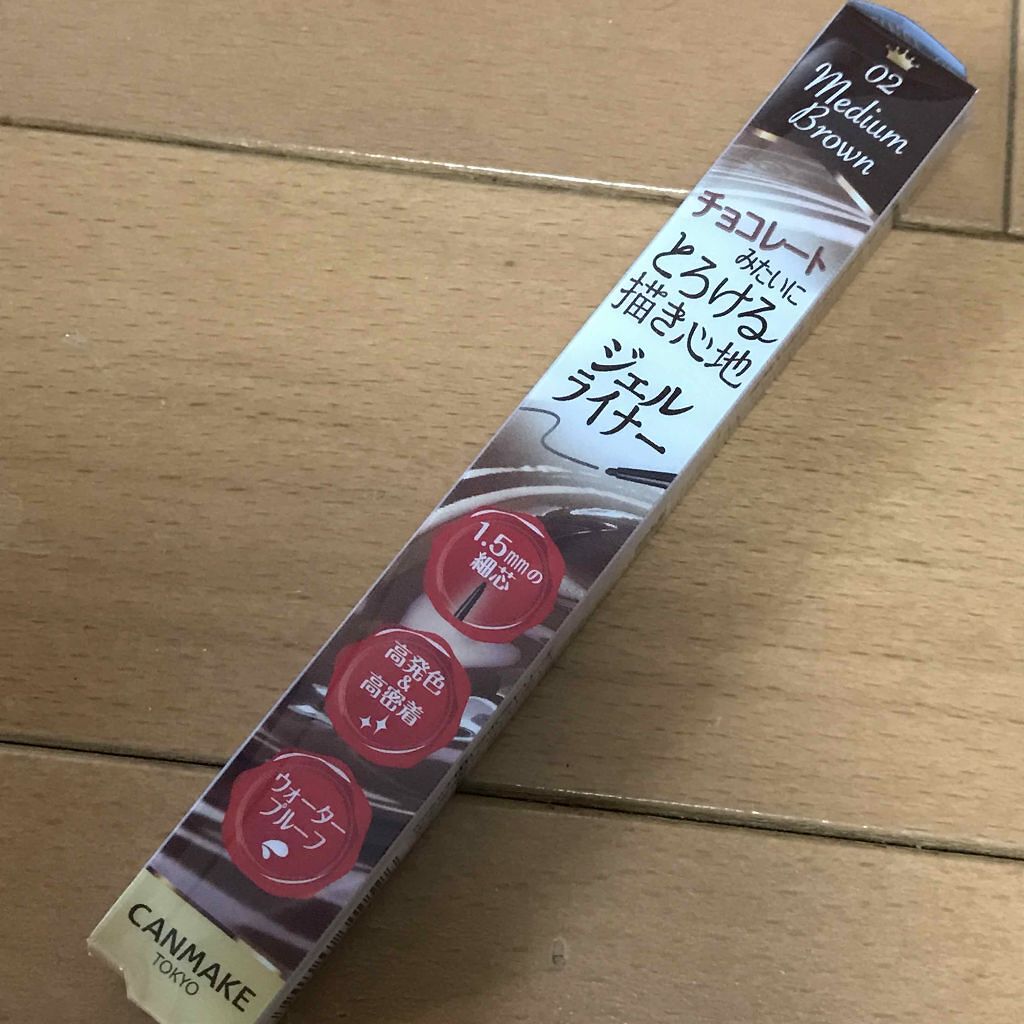 02
Medium
Brown
チョコレート
みたいに
とろける
描き心地
ジェル
ライナー
1.5mmの
細芯
高発色
&
高密着
ウォーター
プルーフ
CANMAKE
TOKYO